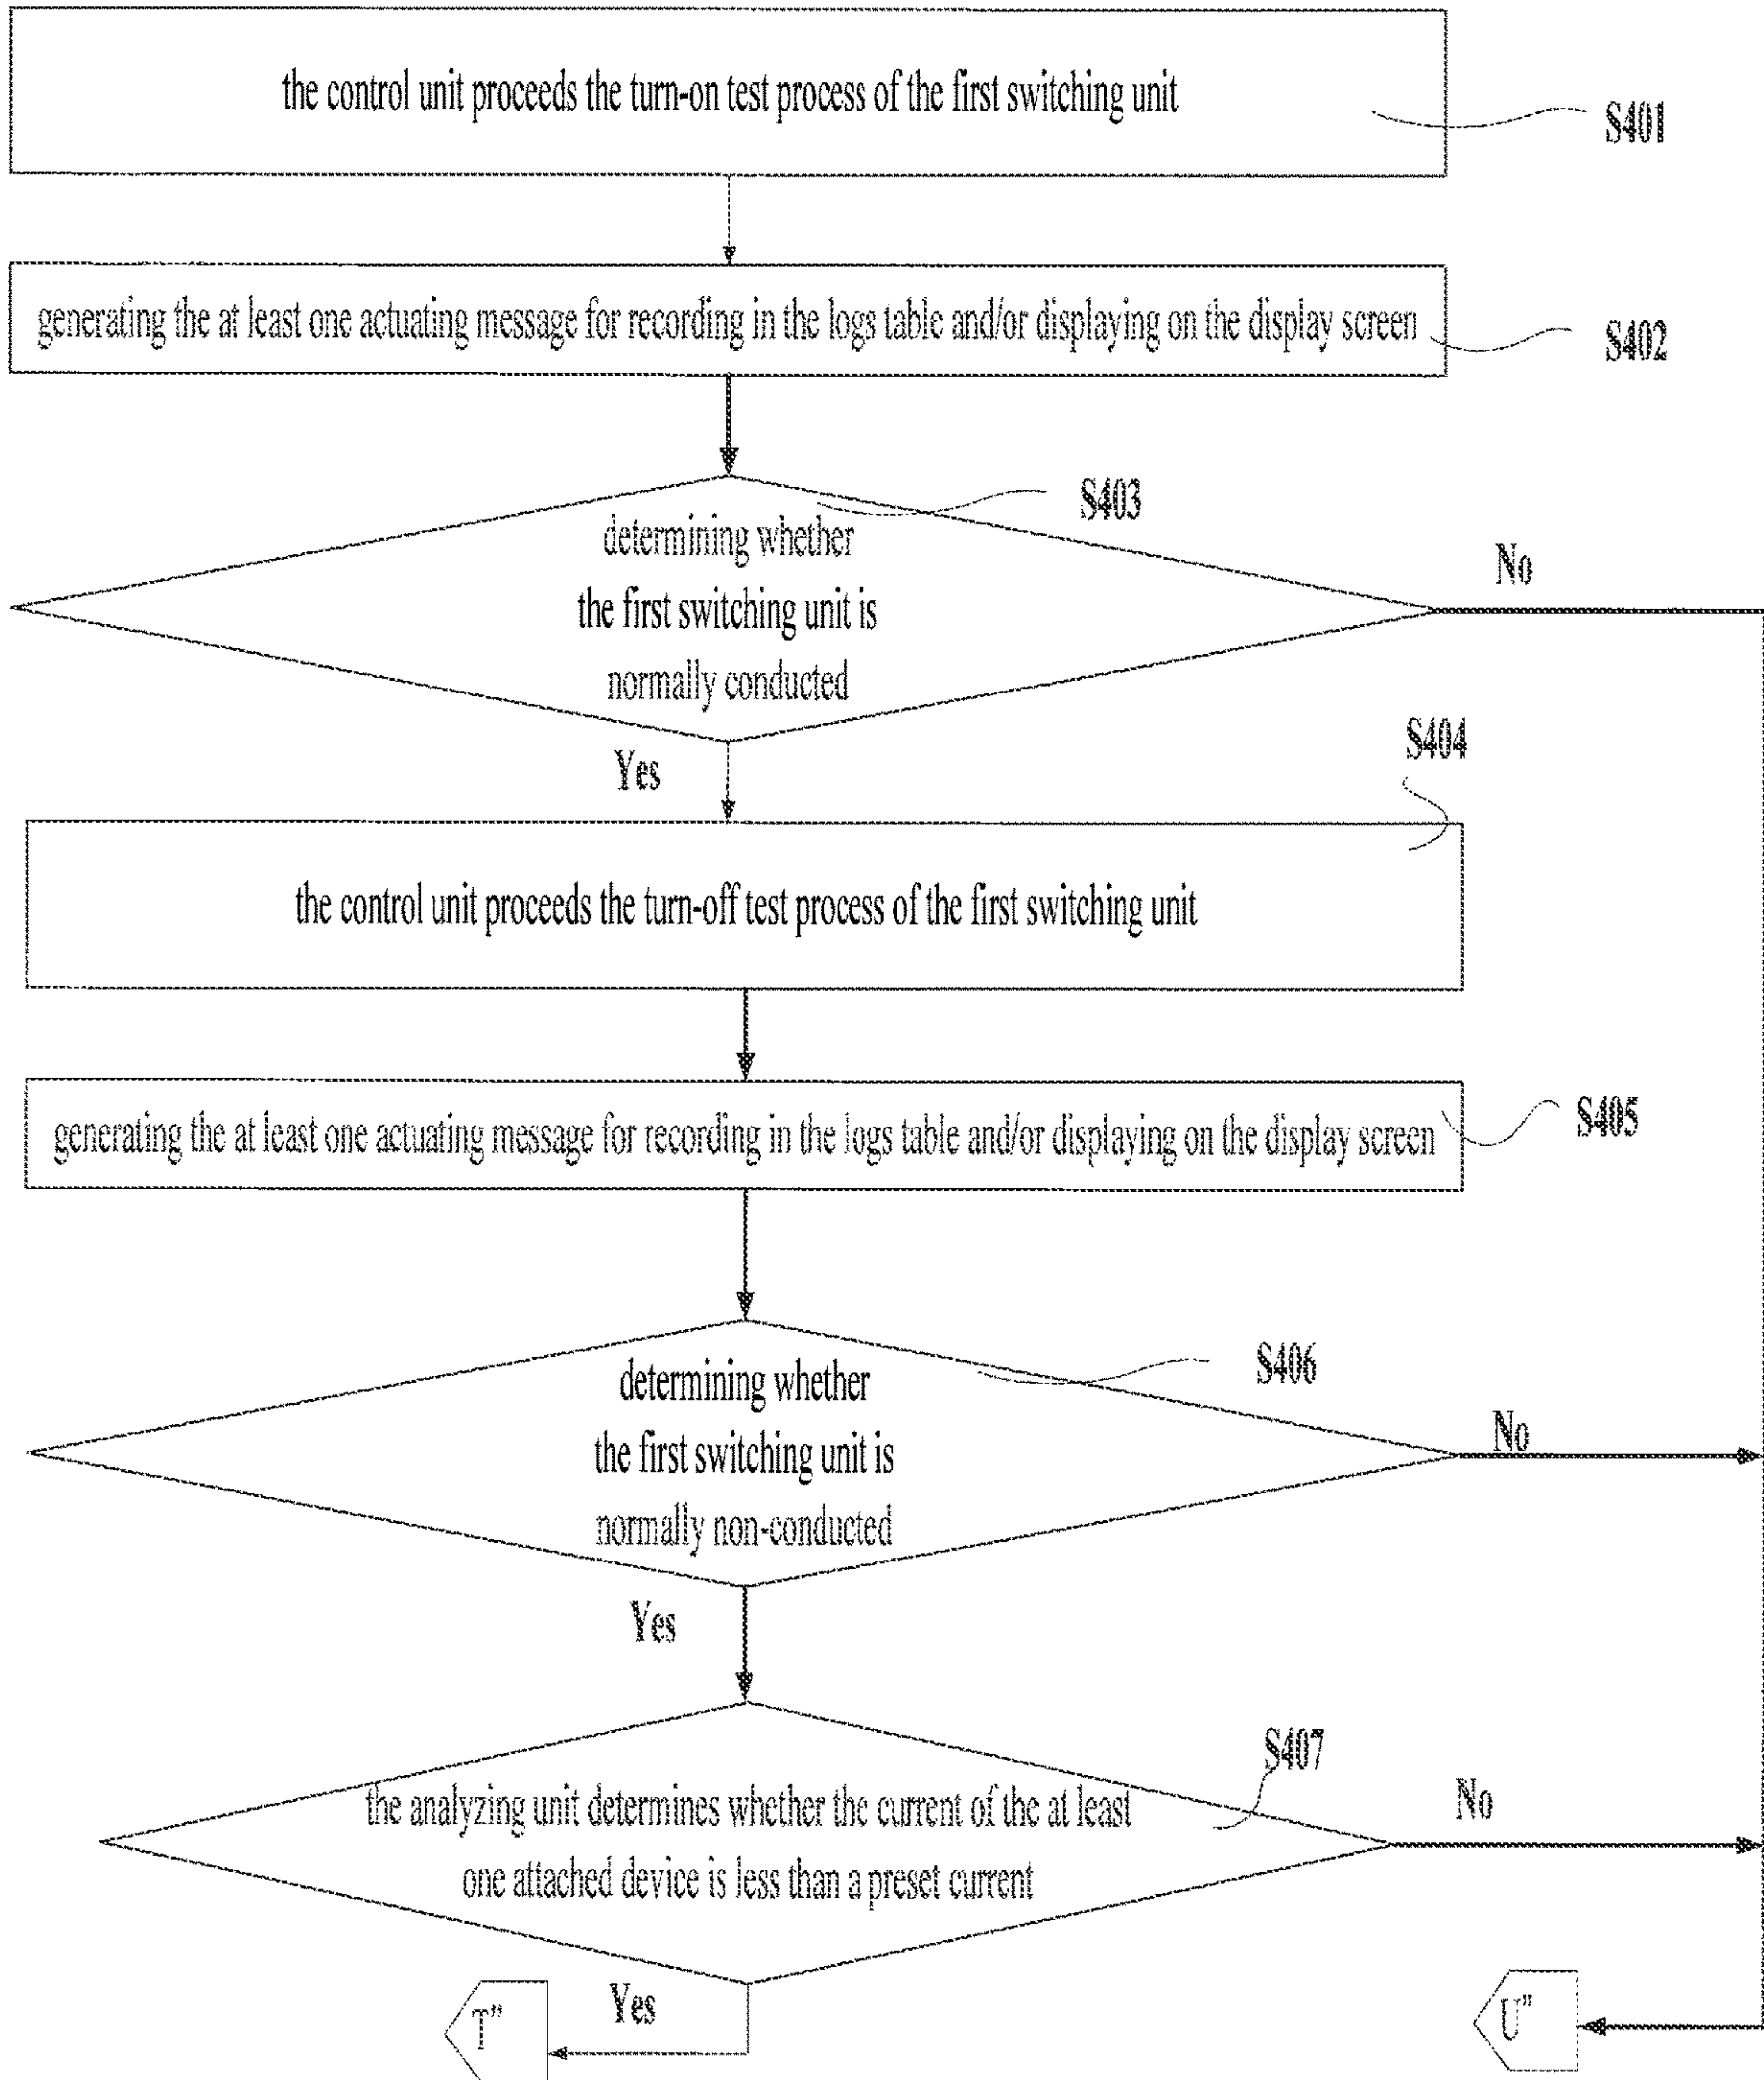 the control unit proceeds the turn-on test process of the first switching unit
S401
generating the at least one actuating message for recording in the logs table and/or displaying on the display screen
S402
S403
determining whether
the first switching unit is
normally conducted
No
Yes
S404
the control unit proceeds the turn-off test process of the first switching unit
generating the at least one actuating message for recording in the logs table and/or displaying on the display screen
S405
determining whether
the first switching unit is
normally non-conducted
S406
No
Yes
S407
the analyzing unit determines whether the current of the at least
one attached device is less than a preset current
No
Yes
T”
U”